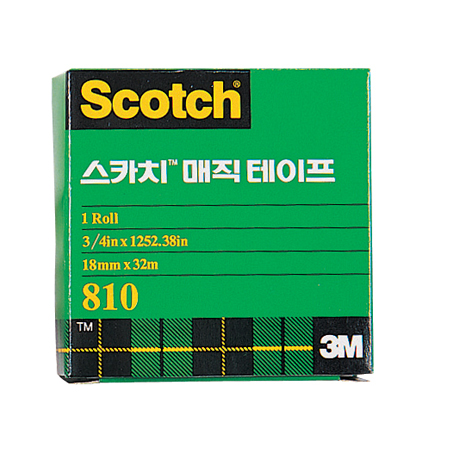 Scotch®
스카치™ 매직 테이프
1 Roll
3/4in x 1252.38in
18mm x 32m
810
TM
3M